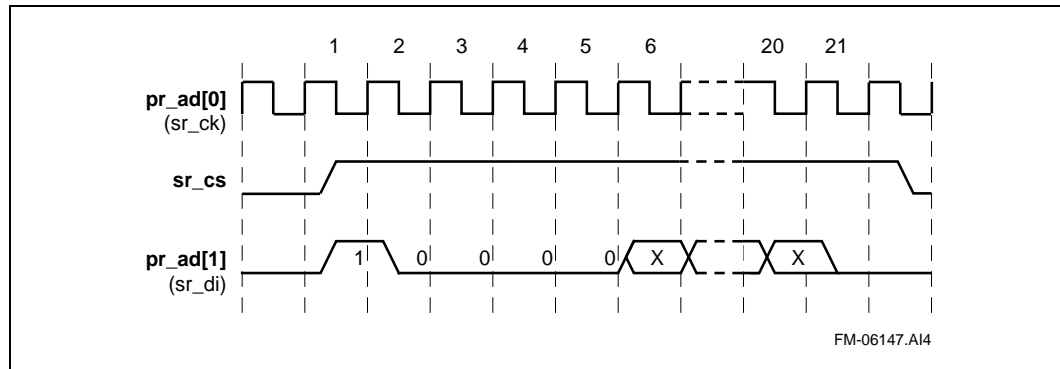 1 2 3 4 5 6 20 21
pr_ad[0]
(sr_ck)
sr_cs
pr_ad[1]
(sr_di)
1 0 0 0 0 X X
FM-06147.AI4